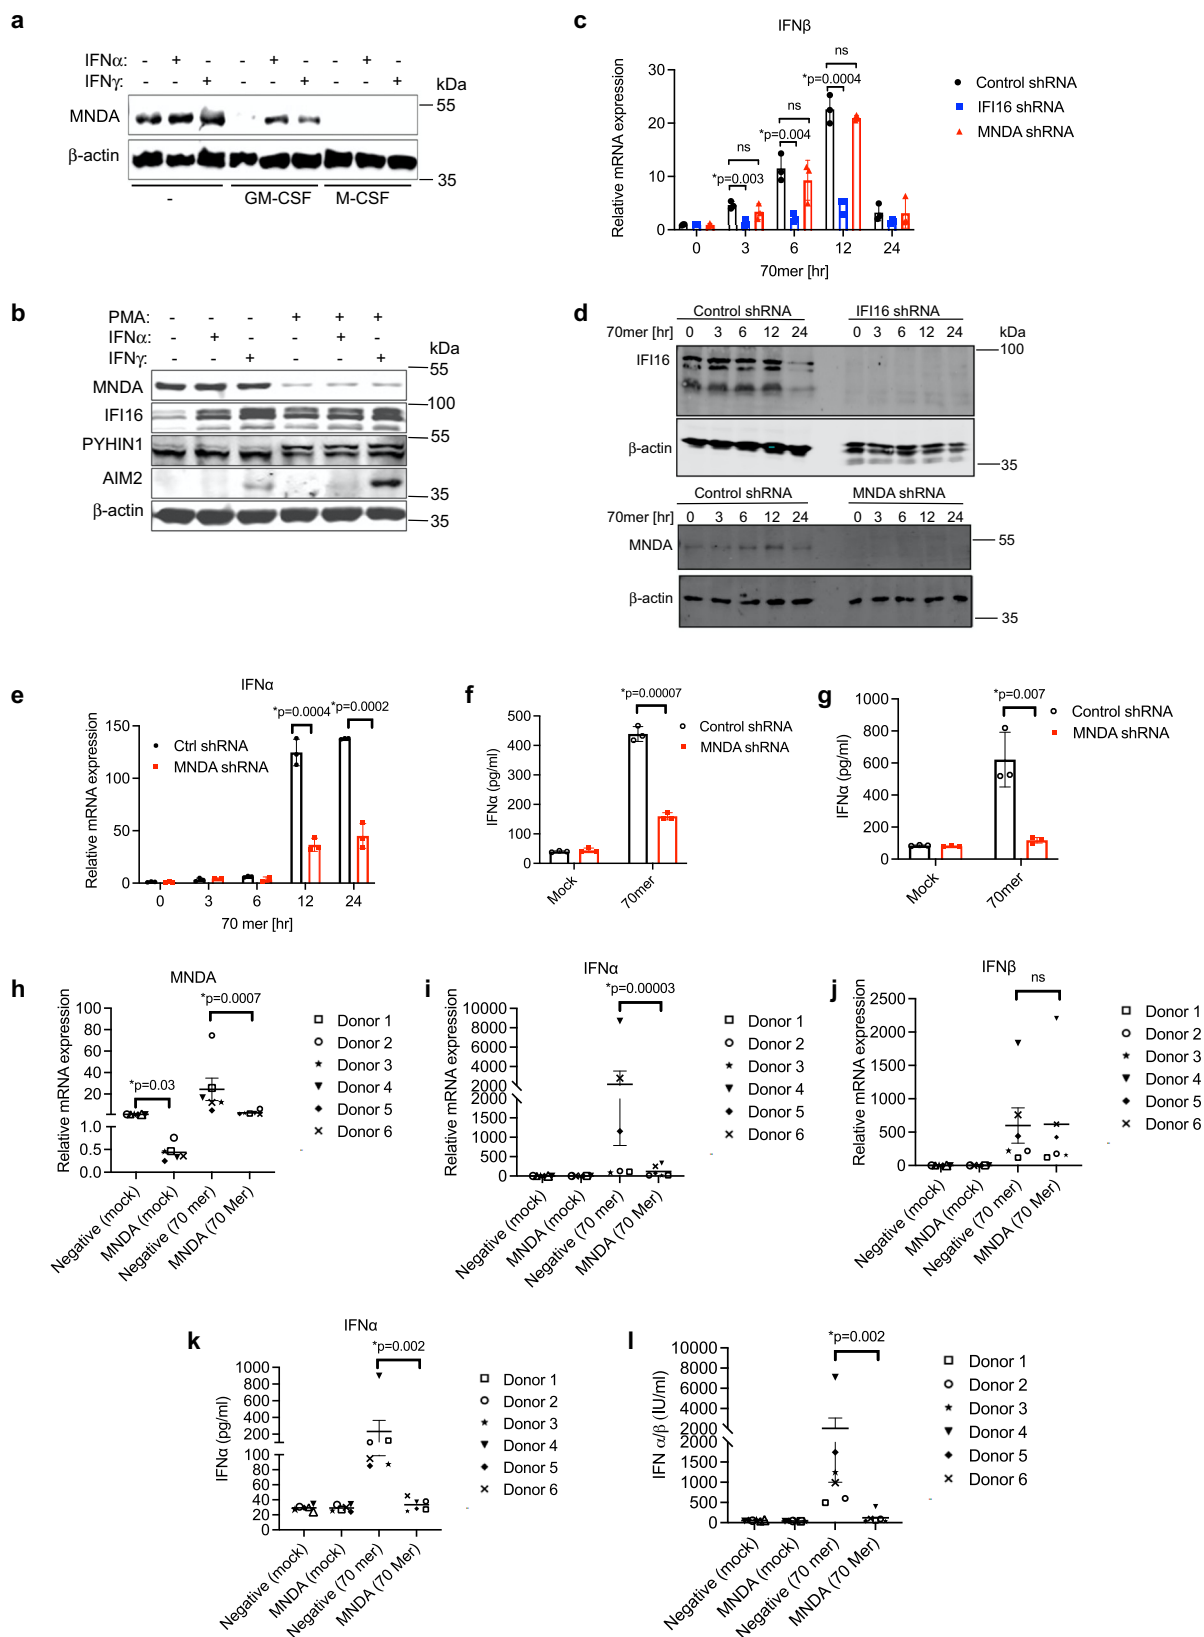 a
IFNα: - + - - + - - + -
IFNγ: - - + - - + - - +
kDa
MNDA
55
β-actin
35
- GM-CSF M-CSF
b
PMA: - - - + + +
IFNα: - + - - + -
IFNγ: - - + - - +
kDa
55
MNDA
100
IFI16
PYHIN1
55
AIM2
35
β-actin
35
c
IFNβ
Relative mRNA expression
30
20
10
0
ns
*p=0.0004
ns
*p=0.004
ns
*p=0.003
0 3 6 12 24
70mer [hr]
Control shRNA
IFI16 shRNA
MNDA shRNA
d
Control shRNA IFI16 shRNA
70mer [hr] 0 3 6 12 24 0 3 6 12 24
kDa
IFI16
100
β-actin
35
Control shRNA MNDA shRNA
70mer [hr] 0 3 6 12 24 0 3 6 12 24
MNDA
55
β-actin
35
e
IFNα
Relative mRNA expression
150
100
50
0
*p=0.0004
*p=0.0002
Ctrl shRNA
MNDA shRNA
0 3 6 12 24
70 mer [hr]
f
IFNα (pg/ml)
500
400
300
200
100
0
*p=0.00007
Control shRNA
MNDA shRNA
Mock
70mer
g
IFNα (pg/ml)
1000
800
600
400
200
0
*p=0.007
Control shRNA
MNDA shRNA
Mock
70mer
h
MNDA
Relative mRNA expression
100
80
60
40
20
1.0
0.5
0.0
*p=0.03
*p=0.0007
Donor 1
Donor 2
Donor 3
Donor 4
Donor 5
Donor 6
Negative (mock)
MNDA (mock)
Negative (70 mer)
MNDA (70 Mer)
i
IFNα
Relative mRNA expression
10000
8000
6000
4000
2000
2000
1500
1000
500
0
*p=0.00003
Donor 1
Donor 2
Donor 3
Donor 4
Donor 5
Donor 6
Negative (mock)
MNDA (mock)
Negative (70 mer)
MNDA (70 Mer)
j
IFNβ
Relative mRNA expression
2500
2000
1500
1000
500
0
ns
Donor 1
Donor 2
Donor 3
Donor 4
Donor 5
Donor 6
Negative (mock)
MNDA (mock)
Negative (70 mer)
MNDA (70 Mer)
k
IFNα
IFNα (pg/ml)
1000
800
600
400
200
100
80
60
40
20
0
*p=0.002
Donor 1
Donor 2
Donor 3
Donor 4
Donor 5
Donor 6
Negative (mock)
MNDA (mock)
Negative (70 mer)
MNDA (70 Mer)
l
IFN α/β (IU/ml)
10000
8000
6000
4000
2000
2000
1500
1000
500
0
*p=0.002
Donor 1
Donor 2
Donor 3
Donor 4
Donor 5
Donor 6
Negative (mock)
MNDA (mock)
Negative (70 mer)
MNDA (70 Mer)